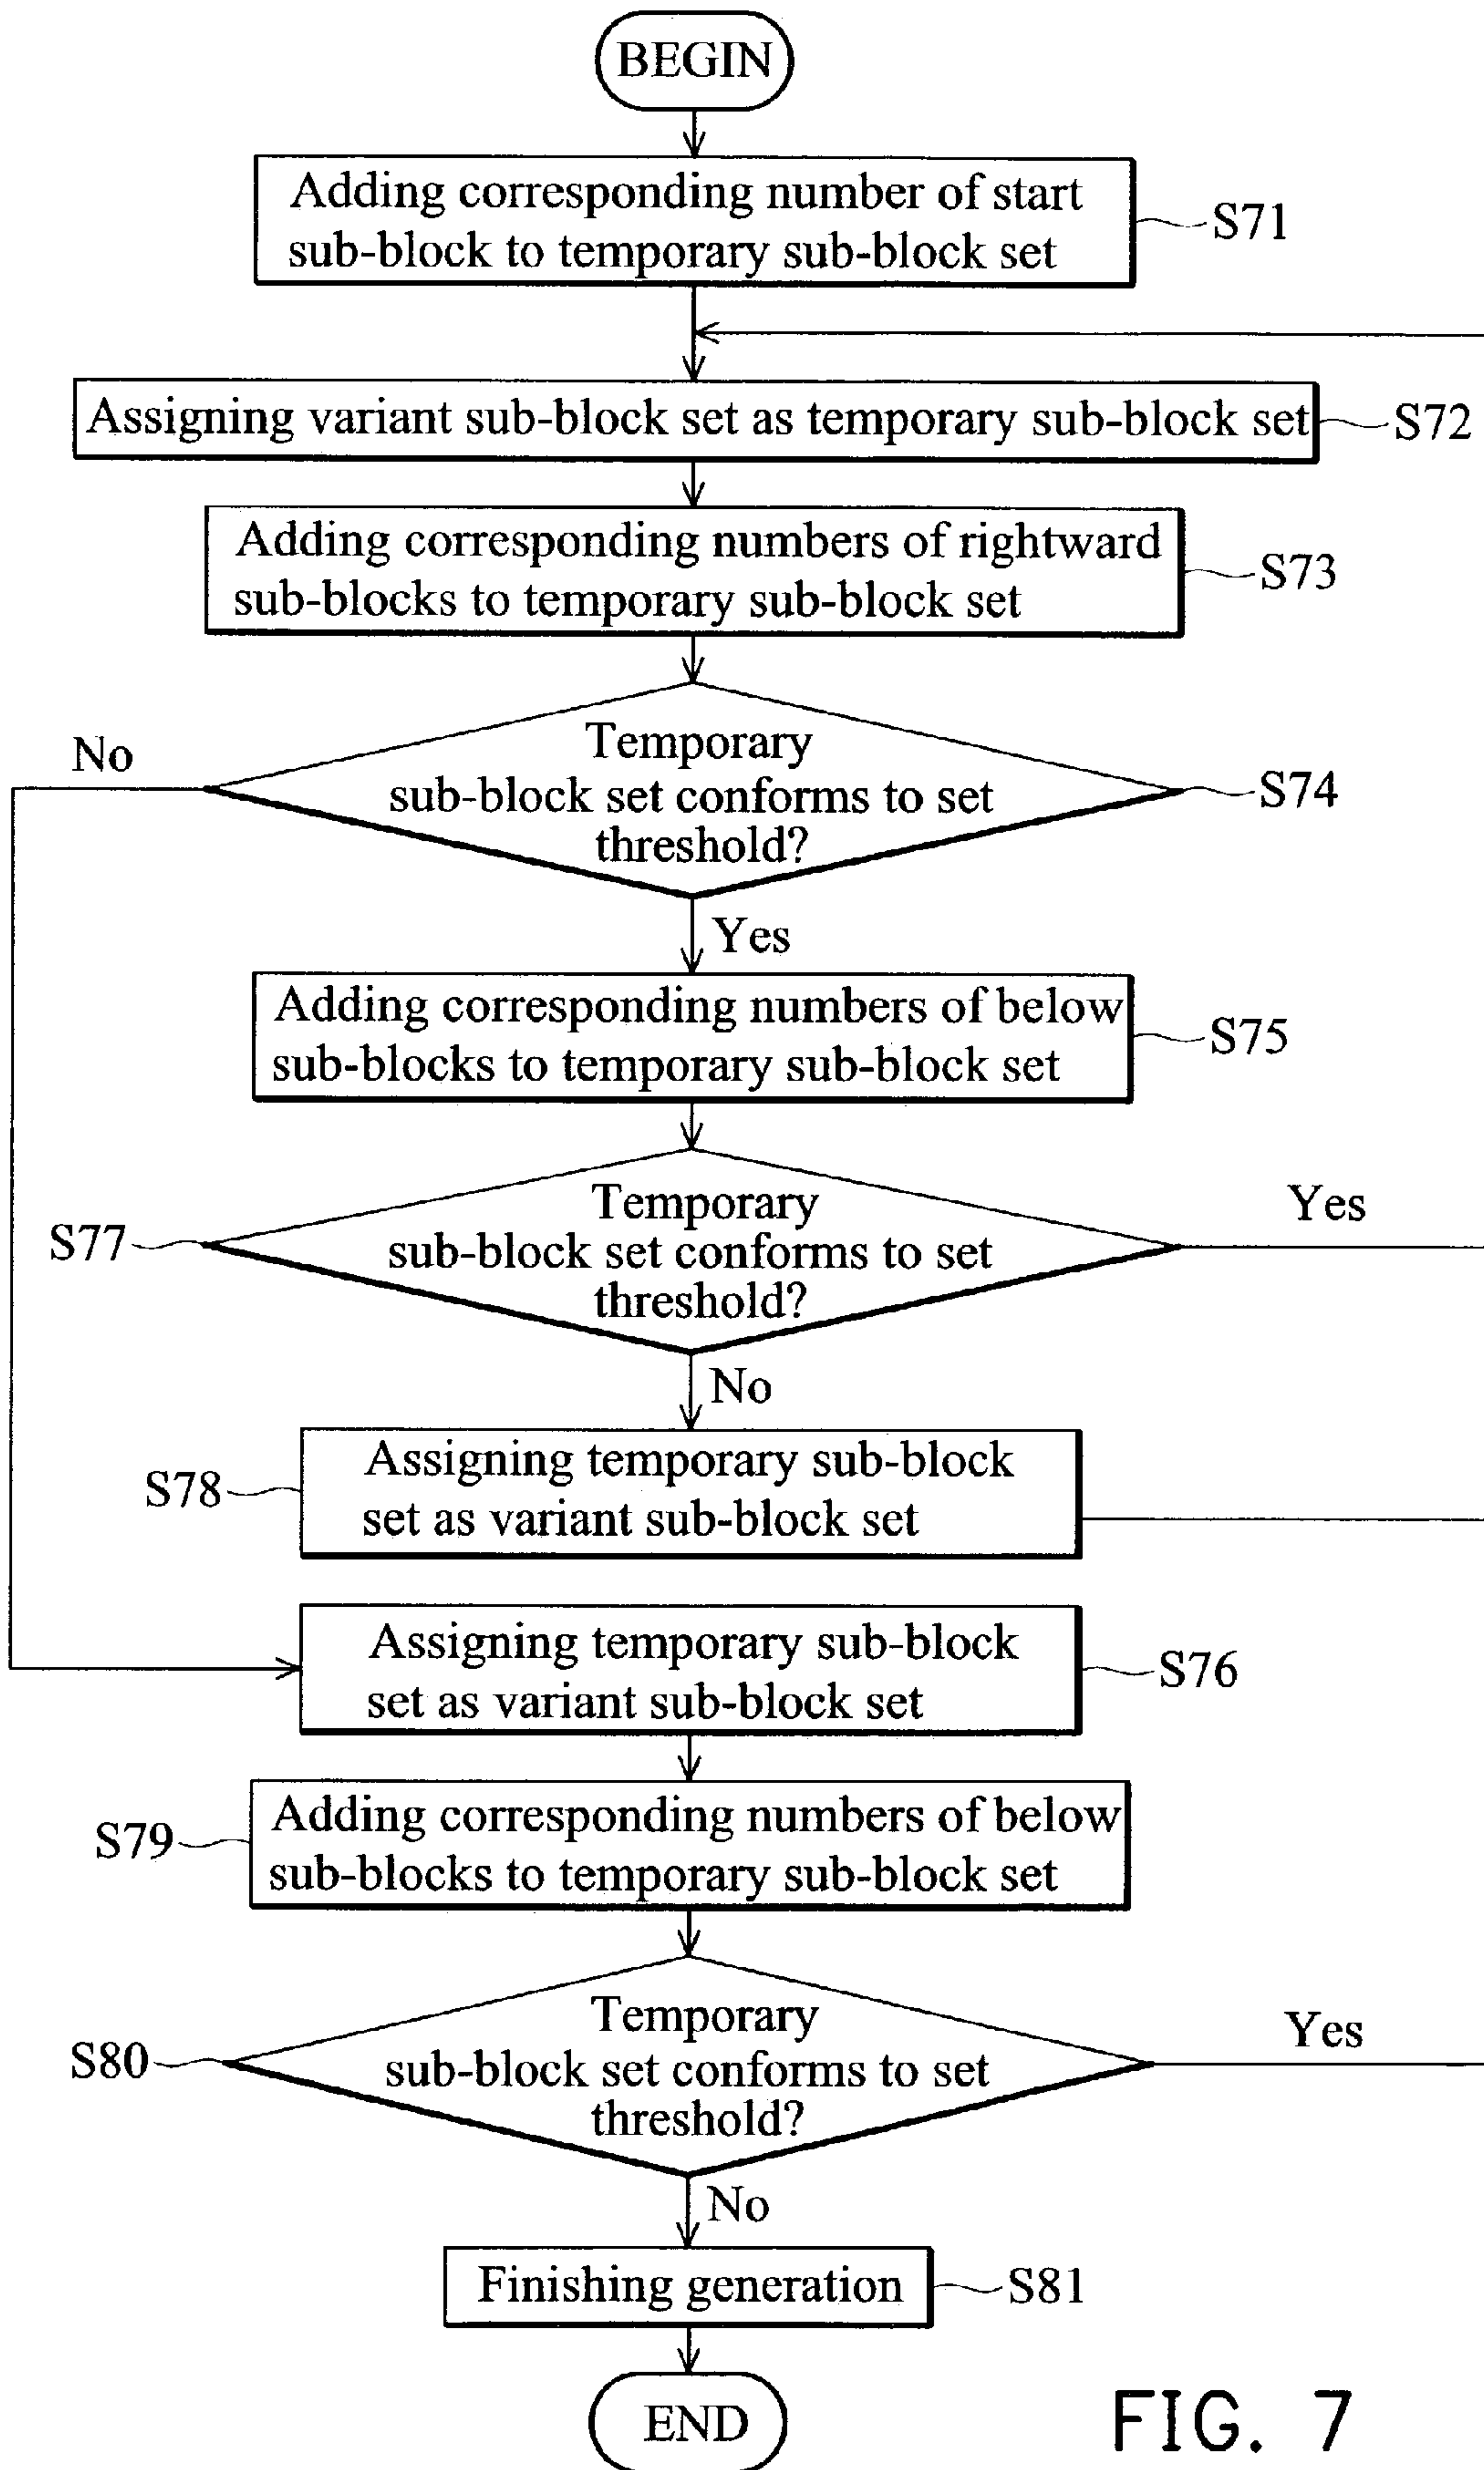 BEGIN
Adding corresponding number of start
sub-block to temporary sub-block set
S71
Assigning variant sub-block set as temporary sub-block set
S72
Adding corresponding numbers of rightward
sub-blocks to temporary sub-block set
S73
No
Temporary
sub-block set conforms to set
threshold?
S74
Yes
Adding corresponding numbers of below
sub-blocks to temporary sub-block set
S75
S77
Temporary
sub-block set conforms to set
threshold?
Yes
No
S78
Assigning temporary sub-block
set as variant sub-block set
Assigning temporary sub-block
set as variant sub-block set
S76
S79
Adding corresponding numbers of below
sub-blocks to temporary sub-block set
S80
Temporary
sub-block set conforms to set
threshold?
Yes
No
Finishing generation
S81
END
FIG. 7